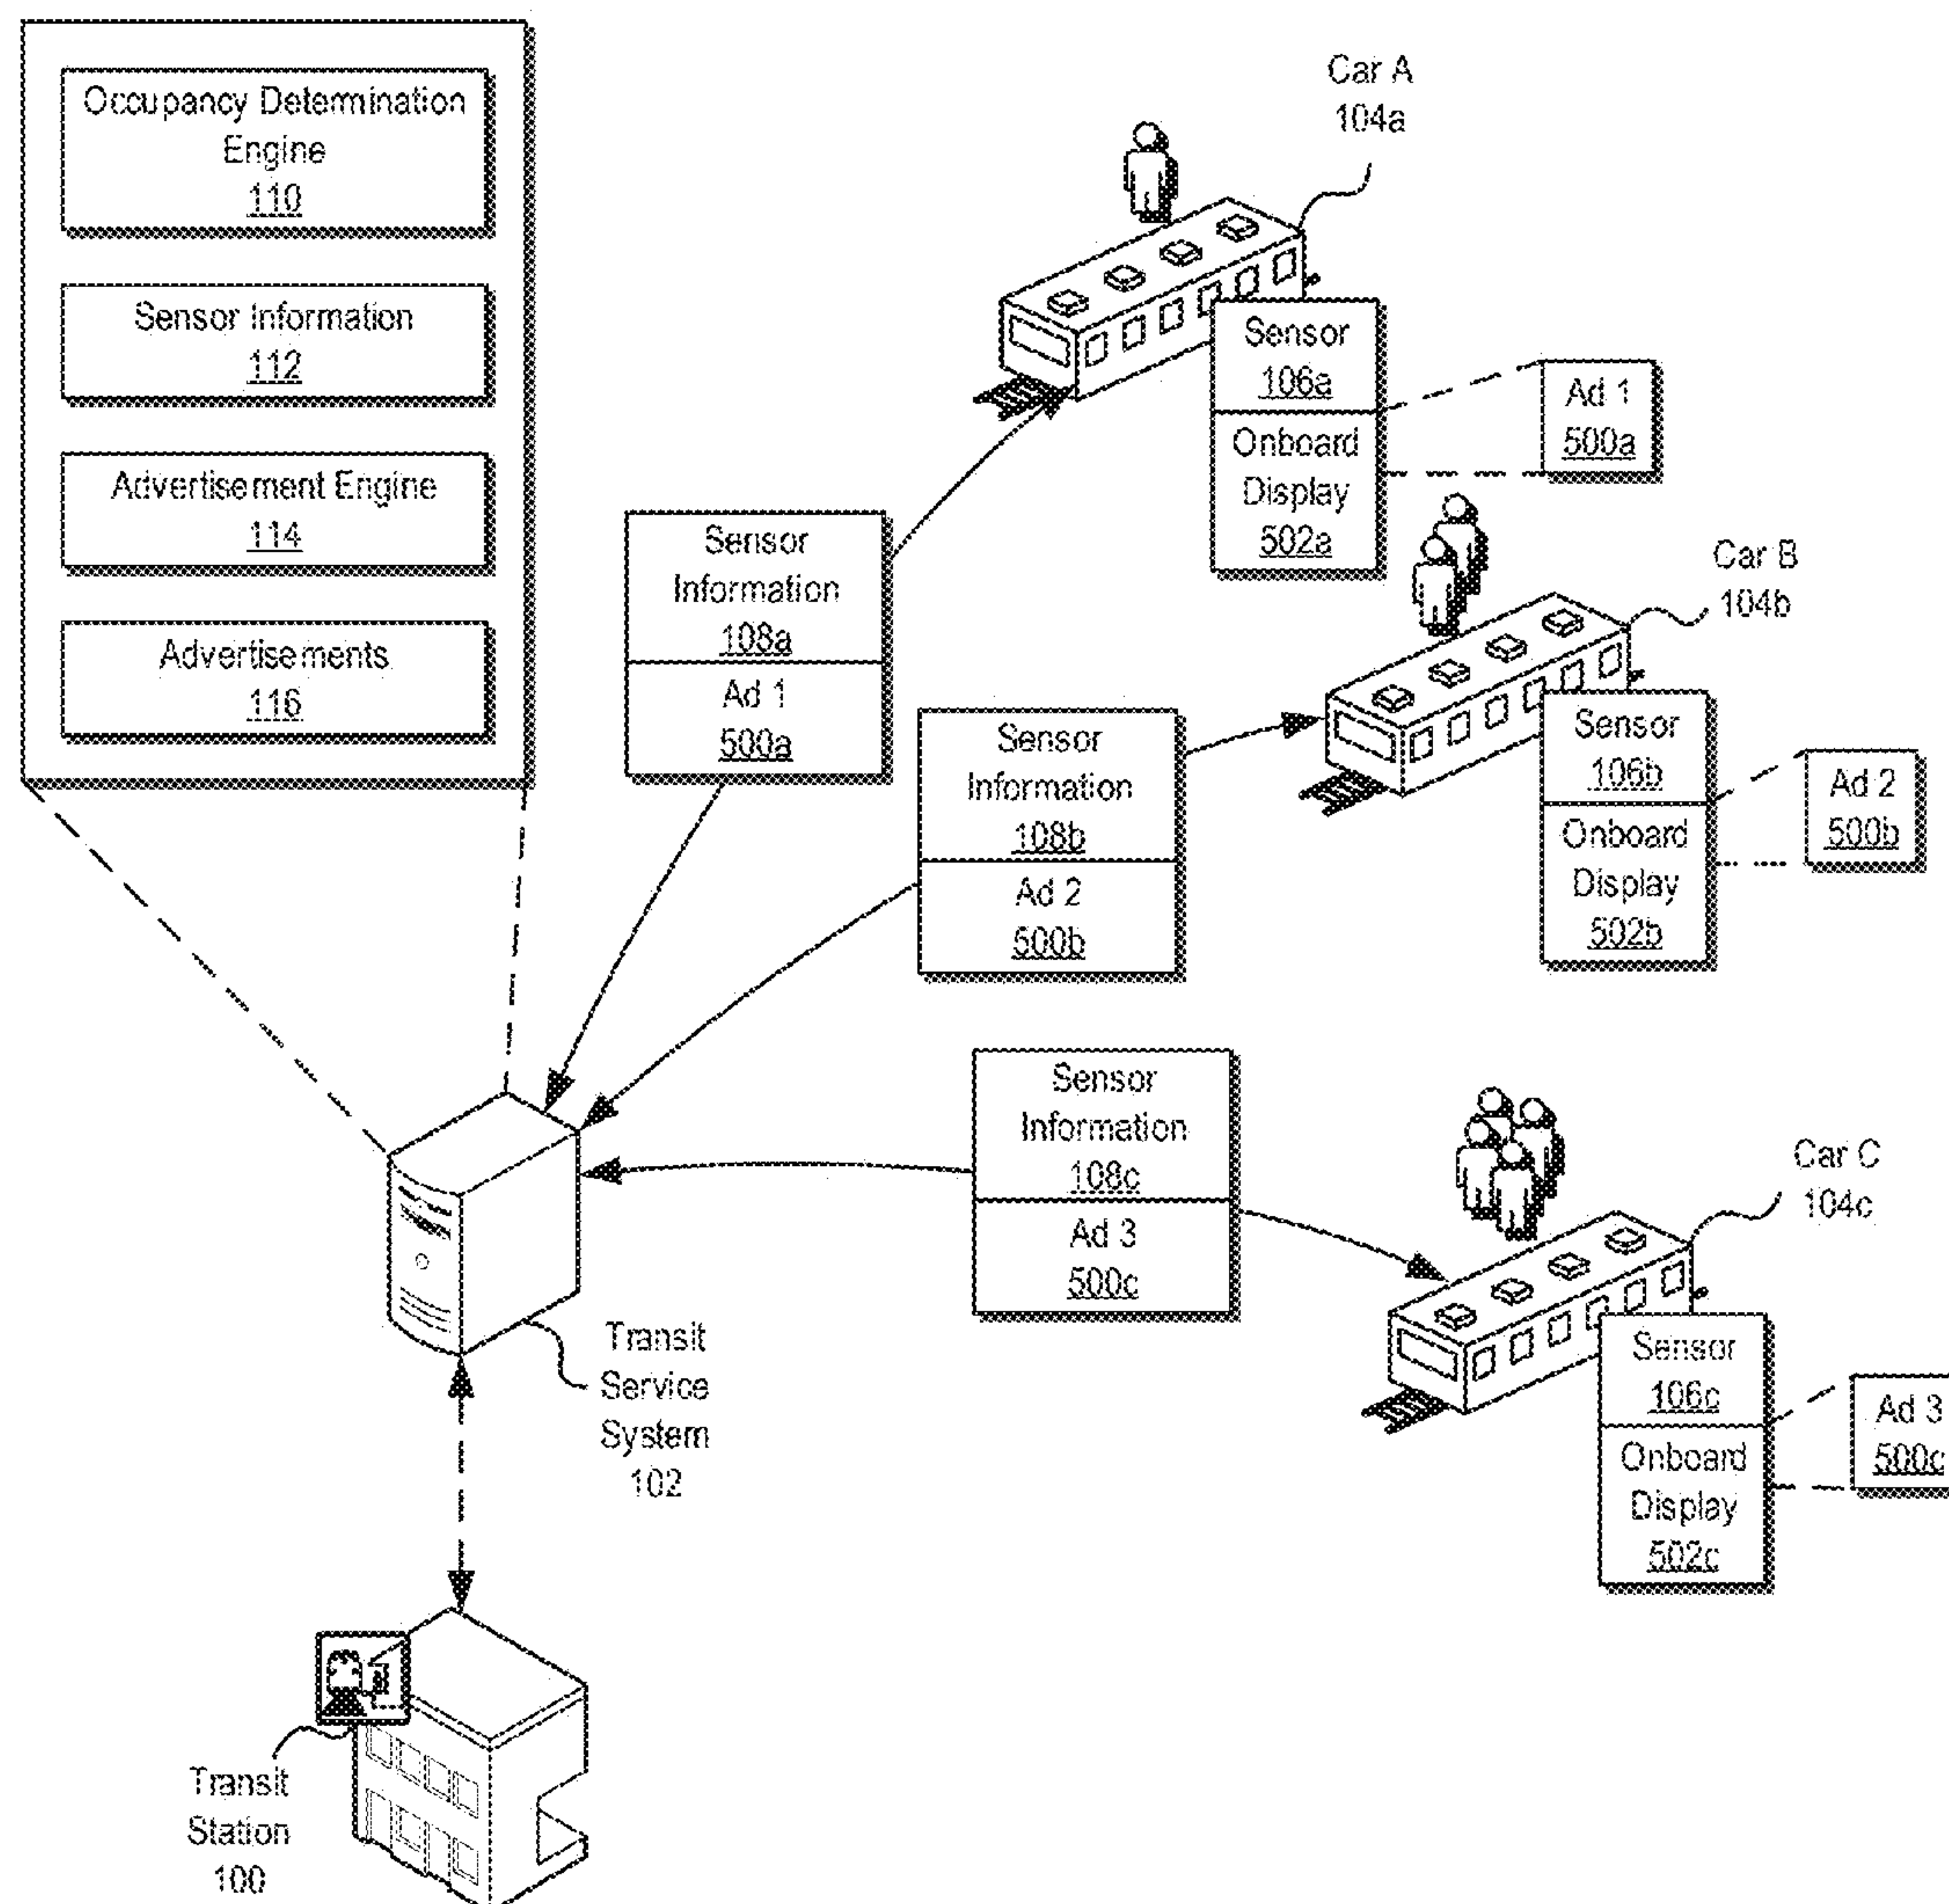 Occupancy Determination
Engine
110
Sensor Information
112
Advertisement Engine
114
Advertisements
116
Car A
104a
Sensor
106a
Onboard
Display
502a
Ad 1
500a
Sensor
Information
108a
Ad 1
500a
Car B
104b
Sensor
106b
Onboard
Display
502b
Ad 2
500b
Sensor
Information
108b
Ad 2
500b
Sensor
Information
108c
Ad 3
500c
Car C
104c
Sensor
106c
Onboard
Display
502c
Ad 3
500c
Transit
Service
System
102
Transit
Station
100